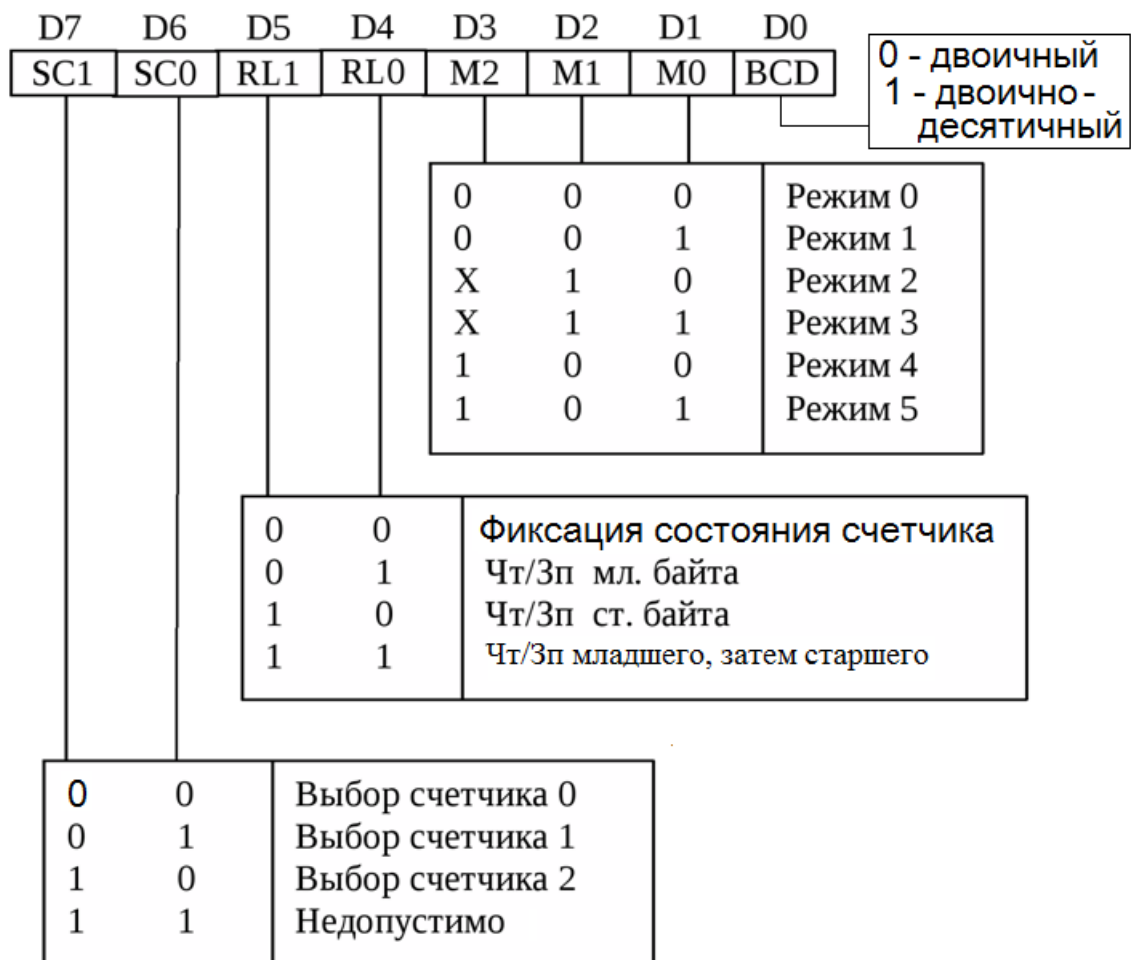 D7 D6 D5 D4 D3 D2 D1 D0
SC1 SC0 RL1 RL0 M2 M1 M0 BCD
0 - двоичный
1 - двоично-
десятичный
0 0 0 Режим 0
0 0 1 Режим 1
X 1 0 Режим 2
X 1 1 Режим 3
1 0 0 Режим 4
1 0 1 Режим 5
0 0 Фиксация состояния счетчика
0 1 Чт/Зп мл. байта
1 0 Чт/Зп ст. байта
1 1 Чт/Зп младшего, затем старшего
0 0 Выбор счетчика 0
0 1 Выбор счетчика 1
1 0 Выбор счетчика 2
1 1 Недопустимо